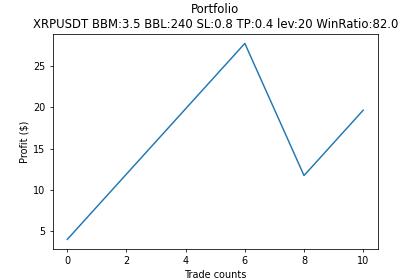 Portfolio
XRPUSDT BBM:3.5 BBL:240 SL:0.8 TP:0.4 lev:20 WinRatio:82.0
25
20
15
10
5
Profit ($)
0 2 4 6 8 10
Trade counts